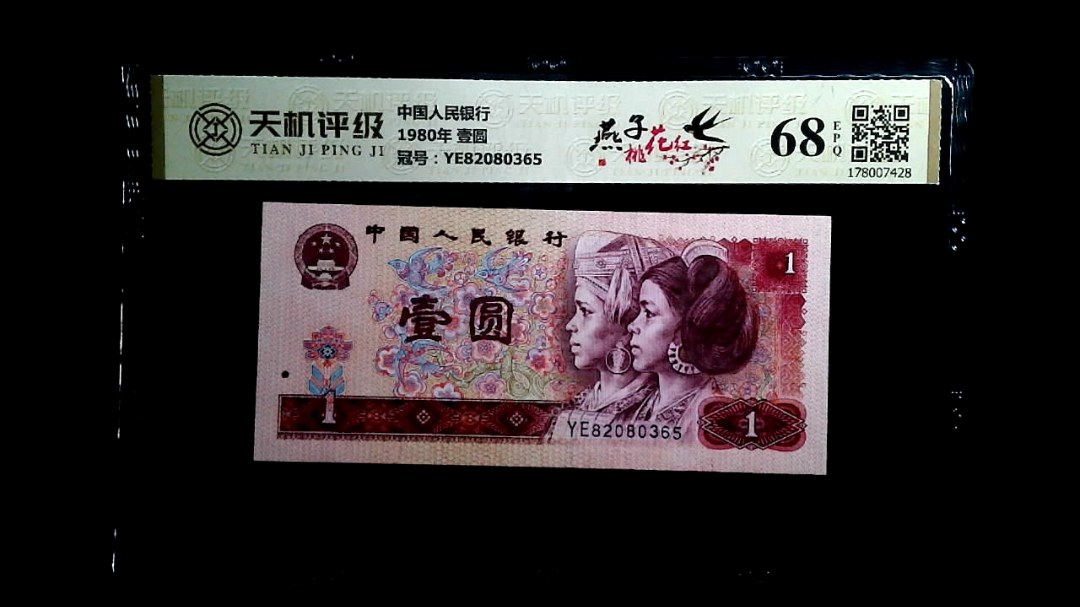 天机评级
TIAN JI PING JI
中国人民银行
1980年 壹圆
冠号：YE82080365
燕子
桃花红
68
EPQ
178007428
中国人民银行
1
壹圆
1
YE82080365
1